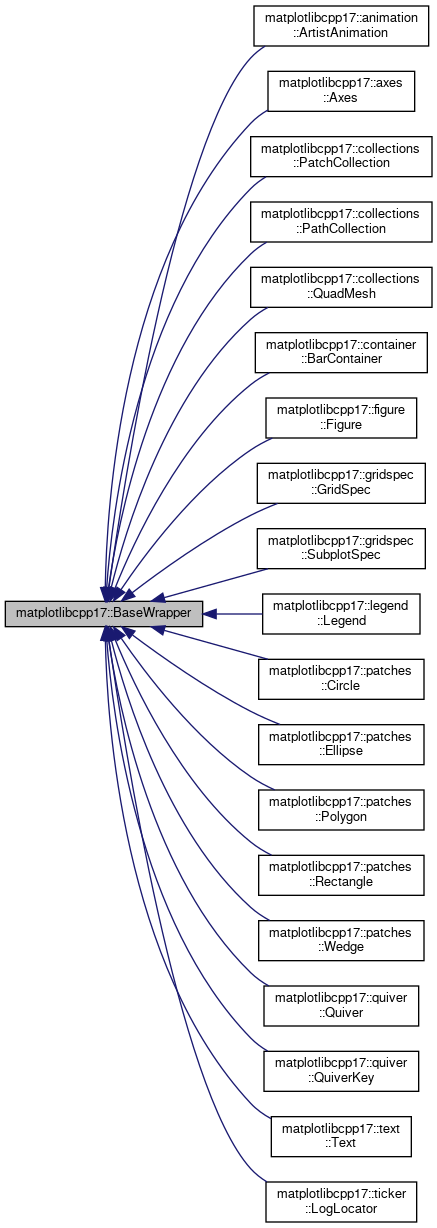 matplotlibcpp17::animation
::ArtistAnimation
matplotlibcpp17::axes
::Axes
matplotlibcpp17::collections
::PatchCollection
matplotlibcpp17::collections
::PathCollection
matplotlibcpp17::collections
::QuadMesh
matplotlibcpp17::container
::BarContainer
matplotlibcpp17::figure
::Figure
matplotlibcpp17::gridspec
::GridSpec
matplotlibcpp17::gridspec
::SubplotSpec
matplotlibcpp17::BaseWrapper
matplotlibcpp17::legend
::Legend
matplotlibcpp17::patches
::Circle
matplotlibcpp17::patches
::Ellipse
matplotlibcpp17::patches
::Polygon
matplotlibcpp17::patches
::Rectangle
matplotlibcpp17::patches
::Wedge
matplotlibcpp17::quiver
::Quiver
matplotlibcpp17::quiver
::QuiverKey
matplotlibcpp17::text
::Text
matplotlibcpp17::ticker
::LogLocator